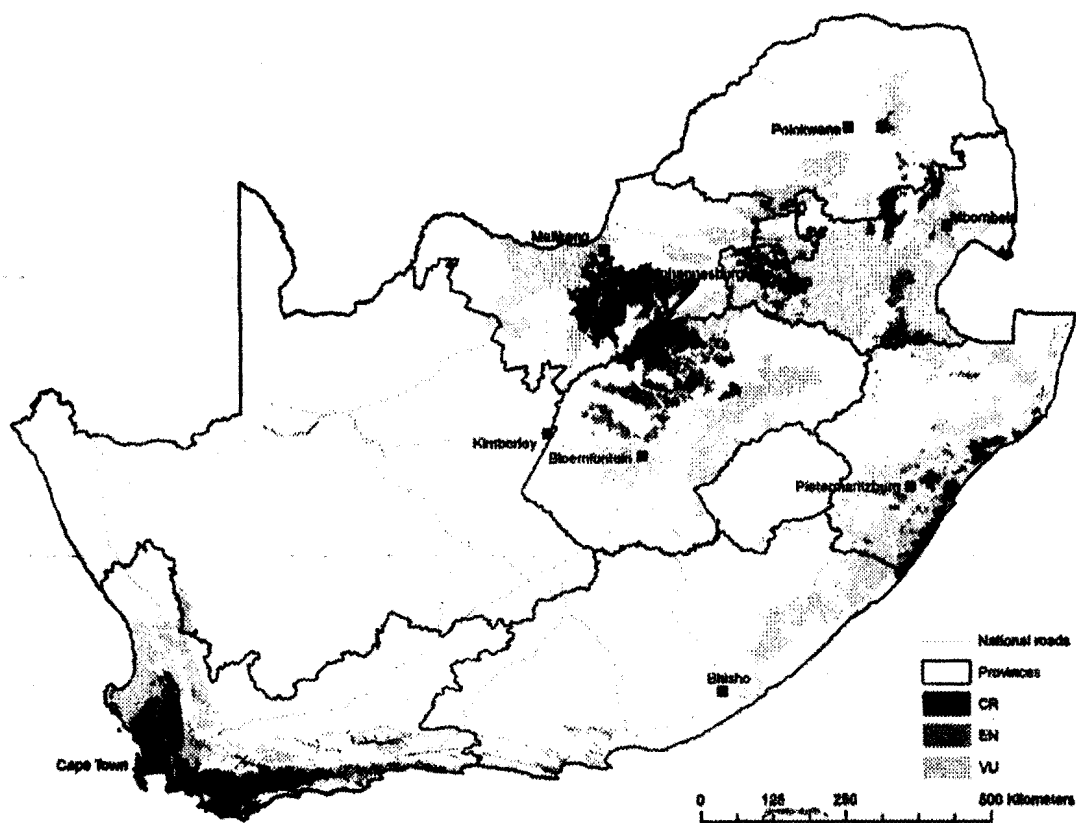 Polokwane
Mbombela
Mafikeng
Johannesburg
Kimberley
Bloemfontein
Pietermaritzburg
Bhisho
Cape Town
National roads
Provinces
CR
EN
VU
0 125 250 500 Kilometers